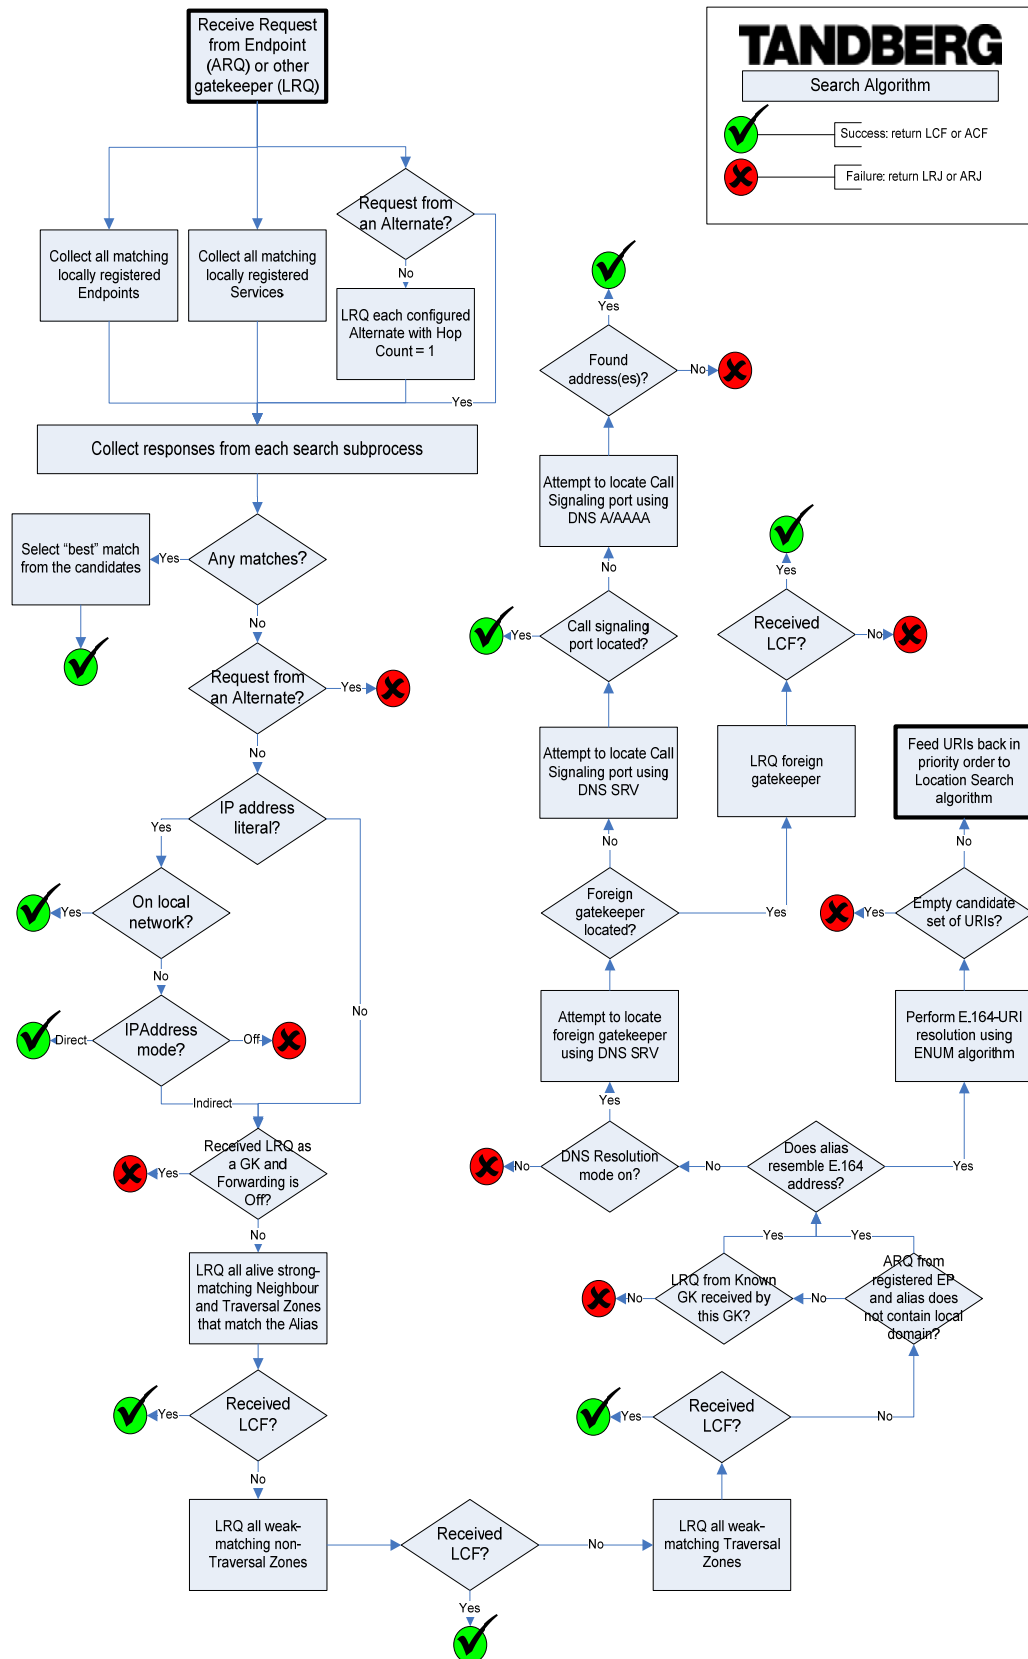 Receive Request
from Endpoint
(ARQ) or other
gatekeeper (LRQ)
TANDBERG
Search Algorithm
Success: return LCF or ACF
Failure: return LRJ or ARJ
Request from
an Alternate?
Collect all matching
locally registered
Endpoints
Collect all matching
locally registered
Services
No
LRQ each configured
Alternate with Hop
Count = 1
Yes
Collect responses from each search subprocess
Any matches?
Yes
Select “best” match
from the candidates
No
Request from
an Alternate?
Yes
No
IP address
literal?
Yes
No
On local
network?
Yes
No
IPAddress
mode?
Direct
Off
Indirect
Received LRQ as
a GK and
Forwarding is
Off?
Yes
No
LRQ all alive strong-
matching Neighbour
and Traversal Zones
that match the Alias
Received
LCF?
Yes
No
LRQ all weak-
matching non-
Traversal Zones
Received
LCF?
Yes
No
LRQ all weak-
matching Traversal
Zones
Received
LCF?
Yes
No
ARQ from
registered EP
and alias does
not contain local
domain?
No
Yes
LRQ from Known
GK received by
this GK?
No
Yes
Does alias
resemble E.164
address?
No
Yes
Perform E.164-URI
resolution using
ENUM algorithm
Empty candidate
set of URIs?
Yes
No
Feed URIs back in
priority order to
Location Search
algorithm
DNS Resolution
mode on?
No
Yes
Attempt to locate
foreign gatekeeper
using DNS SRV
Foreign
gatekeeper
located?
Yes
No
LRQ foreign
gatekeeper
Received
LCF?
Yes
No
Attempt to locate Call
Signaling port using
DNS SRV
Call signaling
port located?
Yes
No
Attempt to locate Call
Signaling port using
DNS A/AAAA
Found
address(es)?
Yes
No